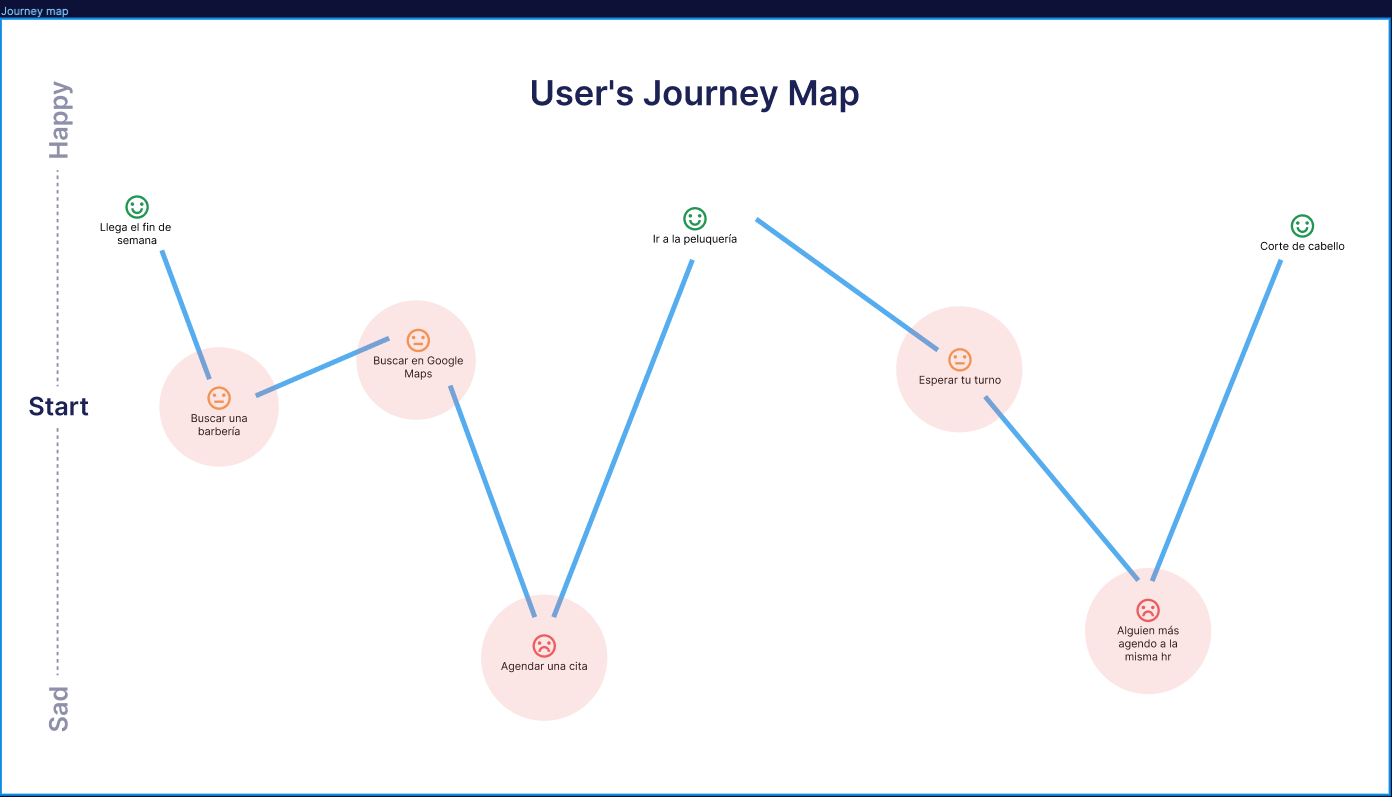 Journey map
User's Journey Map
Happy
Start
Sad
Llega el fin de
semana
Buscar una
barbería
Buscar en Google
Maps
Agendar una cita
Ir a la peluquería
Esperar tu turno
Alguien más
agendo a la
misma hr
Corte de cabello